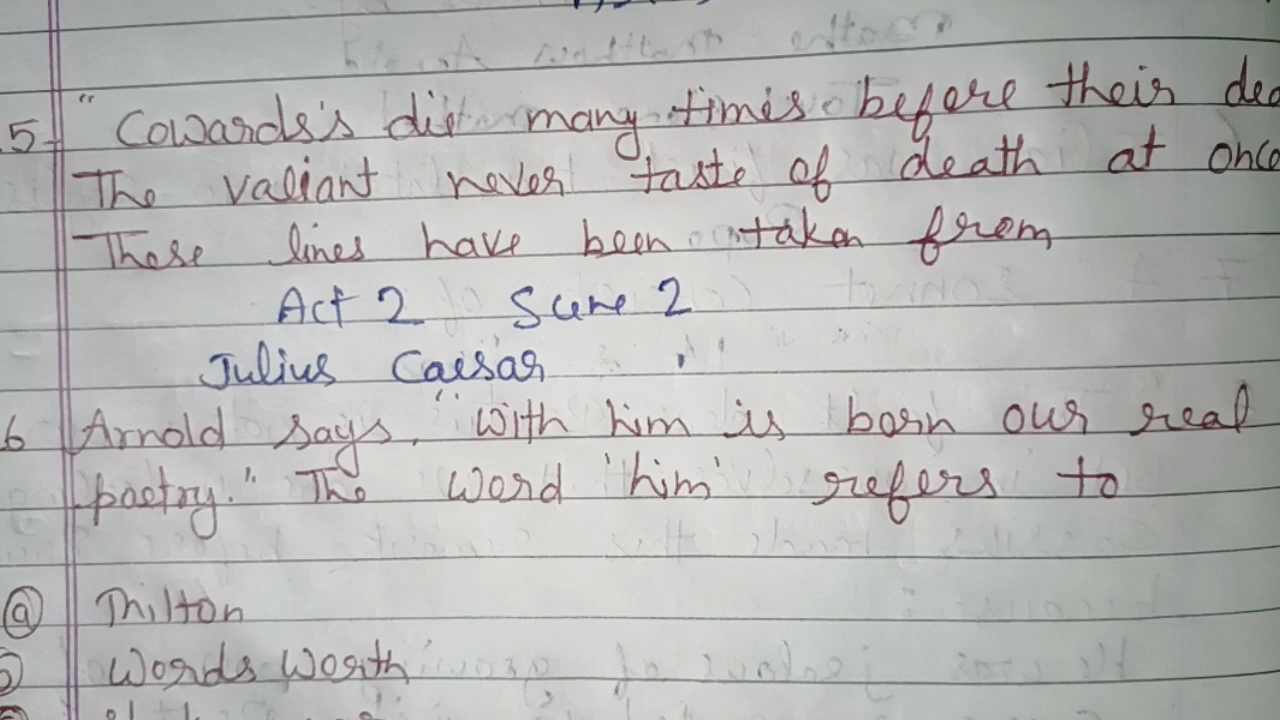 5. "Cowards's die many times before their dea
The valiant never taste of death at once
These lines have been taken from
Act 2 Scene 2
Julius Caesar
6 Arnold says, "With him is born our real
poetry." The word 'him' refers to
(a) Milton
Words Worth